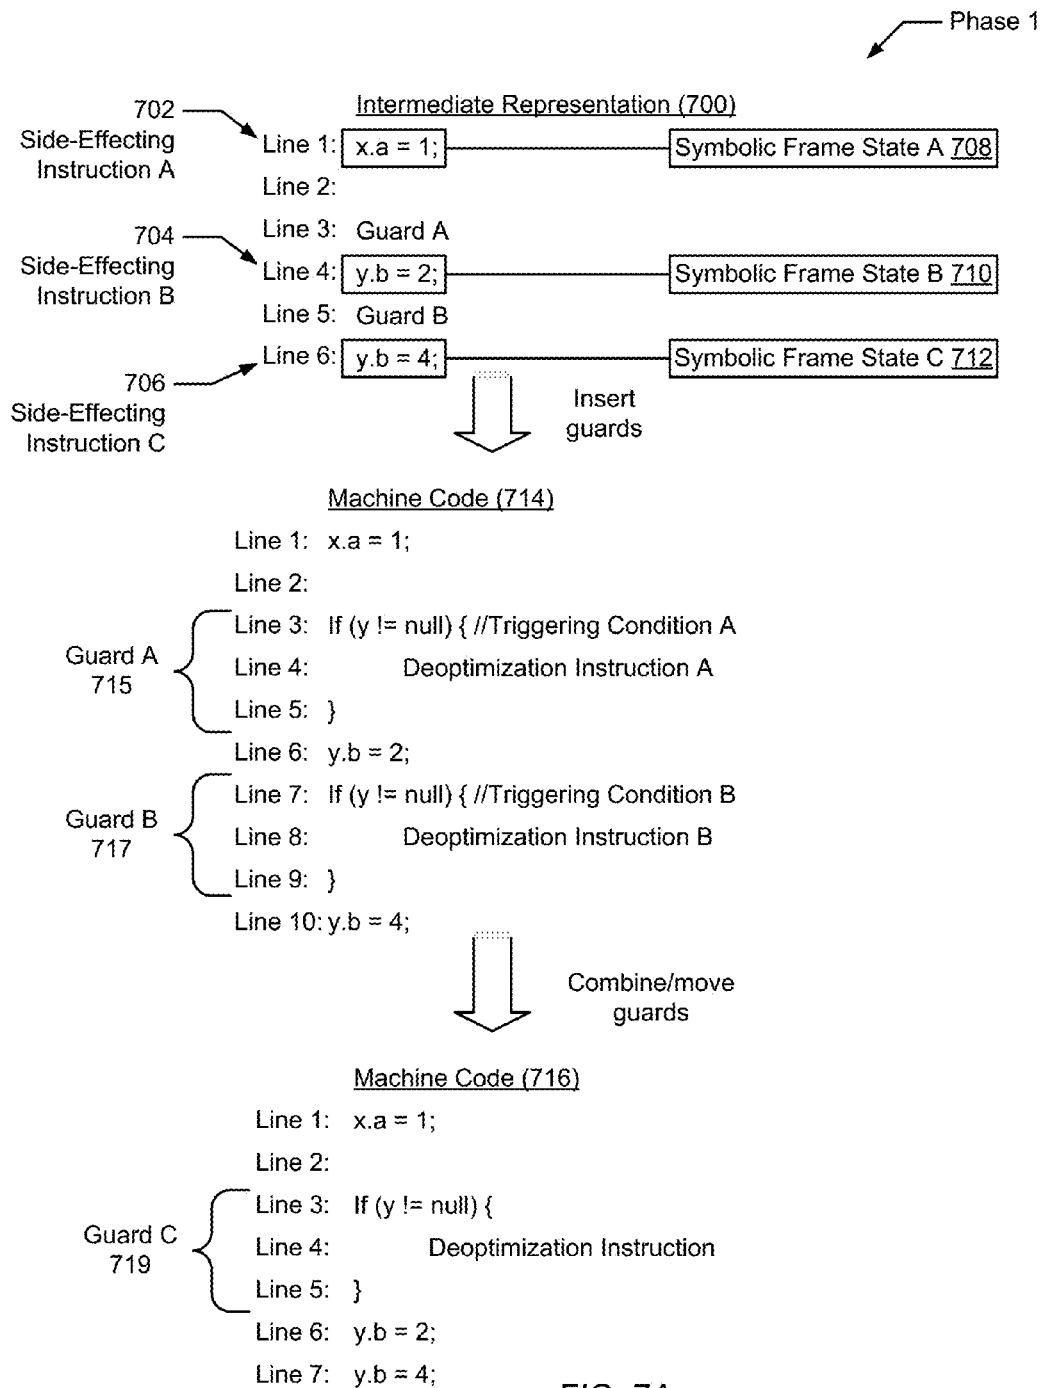 Phase 1
Intermediate Representation (700)
702
Side-Effecting
Instruction A
Line 1: x.a = 1; Symbolic Frame State A 708
Line 2:
Line 3: Guard A
704
Side-Effecting
Instruction B
Line 4: y.b = 2; Symbolic Frame State B 710
Line 5: Guard B
Line 6: y.b = 4; Symbolic Frame State C 712
706
Side-Effecting
Instruction C
Insert
guards
Machine Code (714)
Line 1: x.a = 1;
Line 2:
Line 3: If (y != null) { //Triggering Condition A
Line 4: Deoptimization Instruction A
Line 5: }
Guard A
715
Line 6: y.b = 2;
Line 7: If (y != null) { //Triggering Condition B
Line 8: Deoptimization Instruction B
Line 9: }
Guard B
717
Line 10: y.b = 4;
Combine/move
guards
Machine Code (716)
Line 1: x.a = 1;
Line 2:
Line 3: If (y != null) {
Line 4: Deoptimization Instruction
Line 5: }
Guard C
719
Line 6: y.b = 2;
Line 7: y.b = 4;